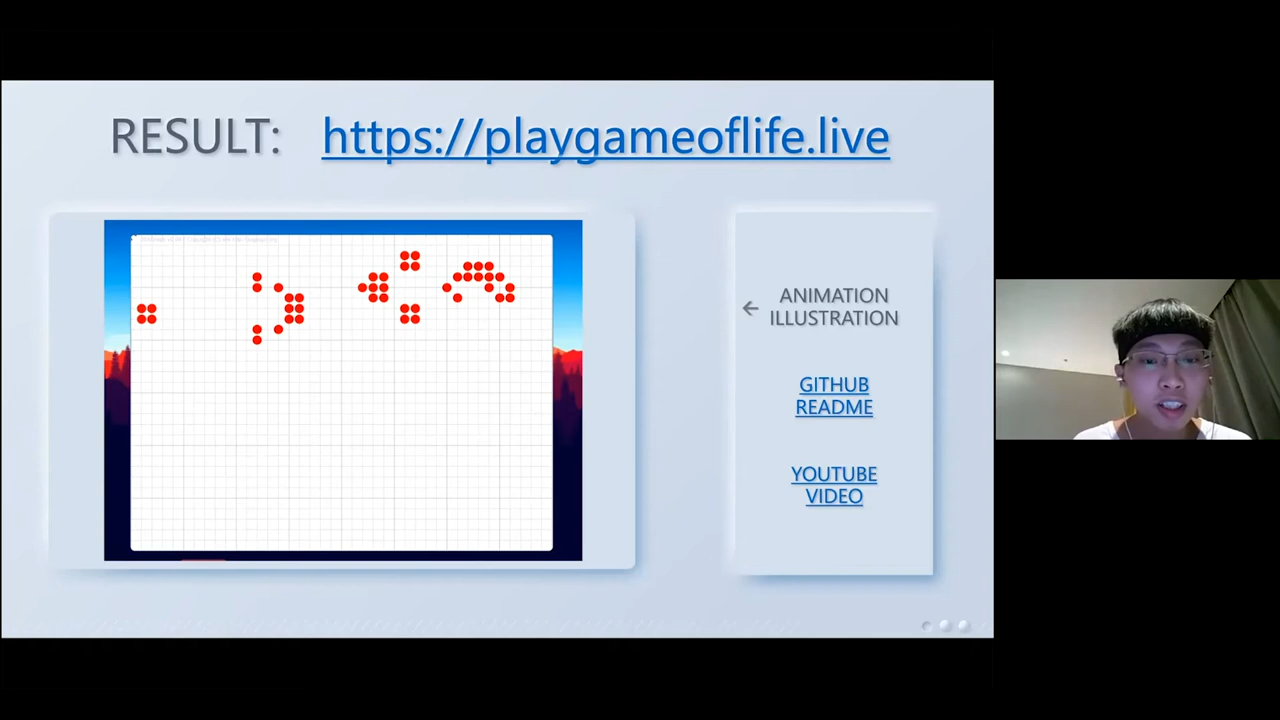 RESULT: https://playgameoflife.live
ANIMATION
← ILLUSTRATION
GITHUB
README
YOUTUBE
VIDEO